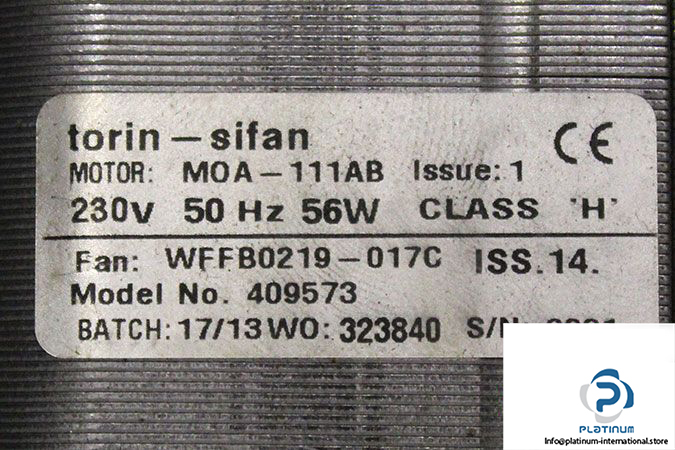 torin-sifan
CE
MOTOR: MOA-111AB Issue: 1
230V 50 Hz 56W CLASS 'H'
Fan: WFFB0219-017C ISS.14.
Model No. 409573
BATCH: 17/13 WO: 323840 S/N:
PLATINUM
Info@platinum-international.store